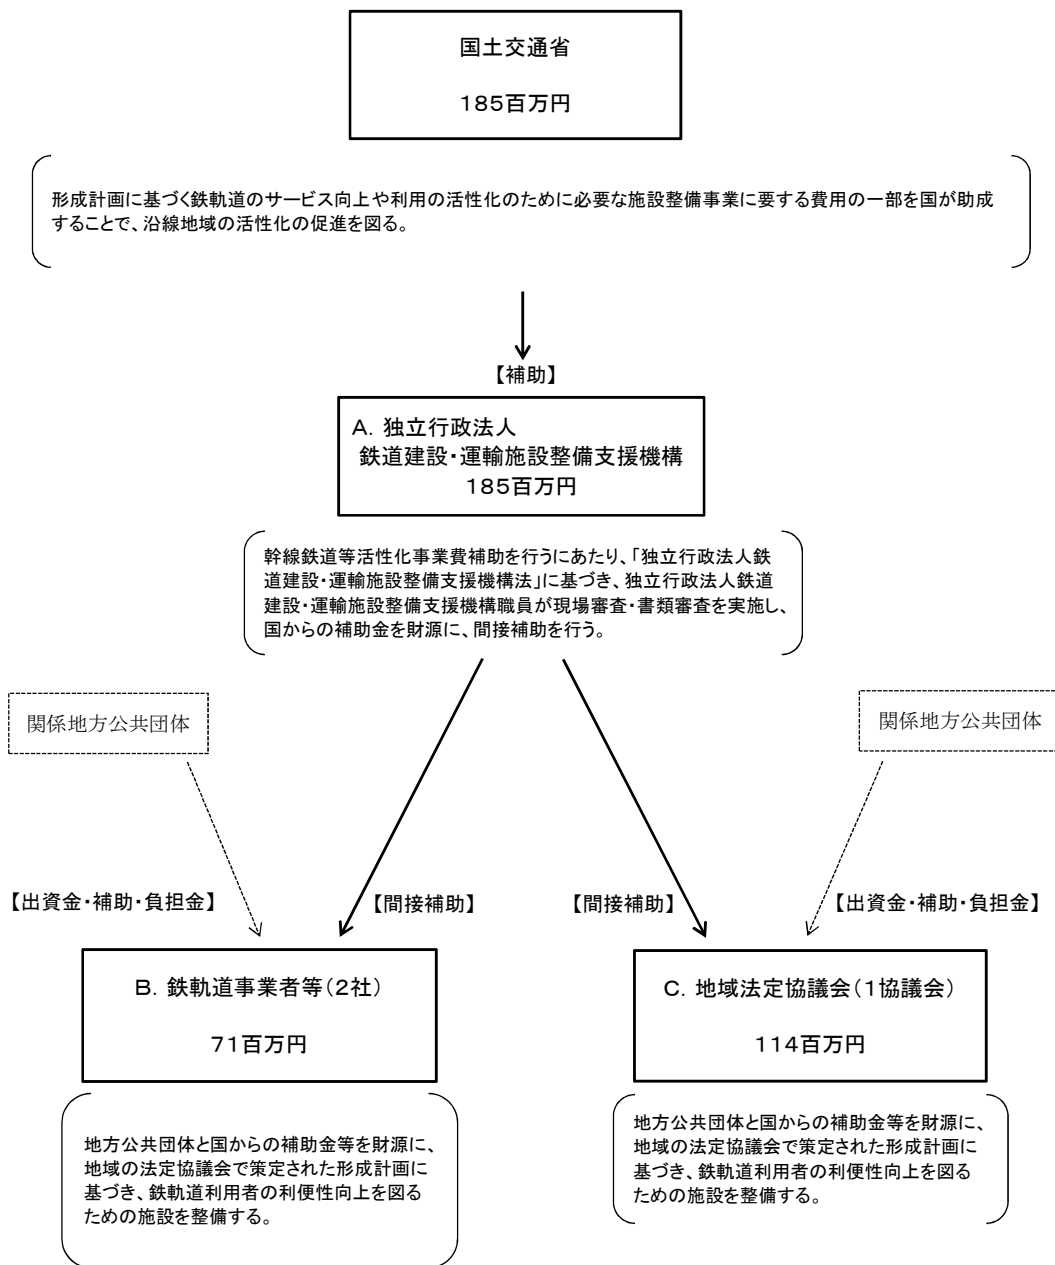 国土交通省
185百万円
形成計画に基づく鉄軌道のサービス向上や利用の活性化のために必要な施設整備事業に要する費用の一部を国が助成
することで、沿線地域の活性化の促進を図る。
【補助】
A．独立行政法人
鉄道建設・運輸施設整備支援機構
185百万円
幹線鉄道等活性化事業費補助を行うにあたり、「独立行政法人鉄
道建設・運輸施設整備支援機構法」に基づき、独立行政法人鉄道
建設・運輸施設整備支援機構職員が現場審査・書類審査を実施し、
国からの補助金を財源に、間接補助を行う。
関係地方公共団体
関係地方公共団体
【出資金・補助・負担金】
【間接補助】
【間接補助】
【出資金・補助・負担金】
B．鉄軌道事業者等（2社）
71百万円
C．地域法定協議会（1協議会）
114百万円
地方公共団体と国からの補助金等を財源に、
地域の法定協議会で策定された形成計画に
基づき、鉄軌道利用者の利便性向上を図る
ための施設を整備する。
地方公共団体と国からの補助金等を財源に、
地域の法定協議会で策定された形成計画に
基づき、鉄軌道利用者の利便性向上を図る
ための施設を整備する。